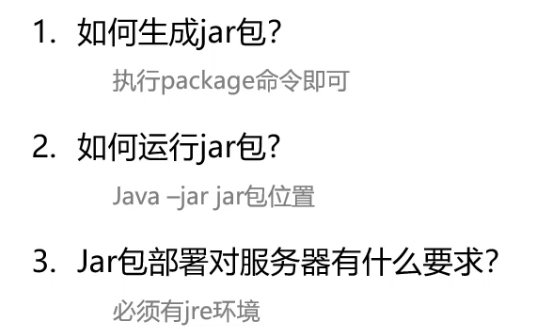 1. 如何生成jar包？
执行package命令即可
2. 如何运行jar包?
Java –jar jar包位置
3. Jar包部署对服务器有什么要求？
必须有jre环境